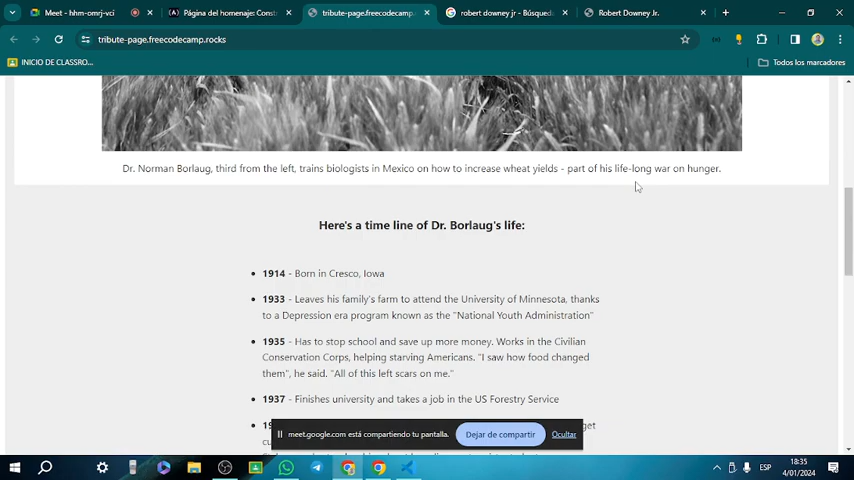 Meet - hhm-omrj-vci
Página del homenaje: Const
tribute-page.freecodecamp.
robert downey jr - Búsqued
Robert Downey Jr.
tribute-page.freecodecamp.rocks
INICIO DE CLASSRO...
Todos los marcadores
Dr. Norman Borlaug, third from the left, trains biologists in Mexico on how to increase wheat yields - part of his life-long war on hunger.
Here's a time line of Dr. Borlaug's life:
1914 - Born in Cresco, Iowa
1933 - Leaves his family's farm to attend the University of Minnesota, thanks
to a Depression era program known as the "National Youth Administration"
1935 - Has to stop school and save up more money. Works in the Civilian
Conservation Corps, helping starving Americans. "I saw how food changed
them", he said. "All of this left scars on me."
1937 - Finishes university and takes a job in the US Forestry Service
get
meet.google.com está compartiendo tu pantalla.
Dejar de compartir
Ocultar
ESP
18:35
4/01/2024